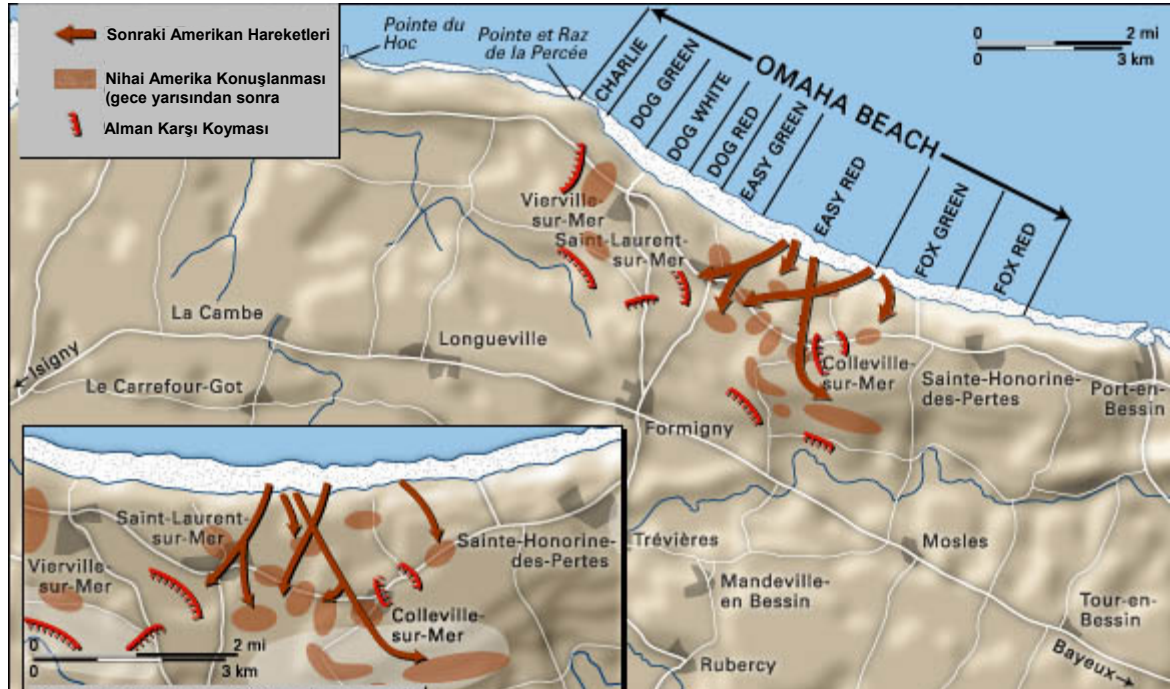 Sonraki Amerikan Hareketleri
Nihai Amerika Konuşlanması
(gece yarısından sonra
Alman Karşı Koyması
Pointe du
Hoc
Pointe et Raz
de la Percée
CHARLIE
DOG GREEN
DOG WHITE
DOG RED
EASY GREEN
EASY RED
FOX GREEN
FOX RED
OMAHA BEACH
0 2 mi
0 3 km
Vierville-
sur-Mer
Saint-Laurent-
sur-Mer
La Cambe
Longueville
Isigny
Le Carrefour-Got
Colleville-
sur-Mer
Sainte-Honorine-
des-Pertes
Port-en-
Bessin
Formigny
Trévières
Mosles
Mandeville-
en Bessin
Tour-en-
Bessin
Rubercy
Bayeux
Saint-Laurent-
sur-Mer
Vierville-
sur-Mer
Sainte-Honorine-
des-Pertes
Colleville-
sur-Mer
0 2 mi
0 3 km